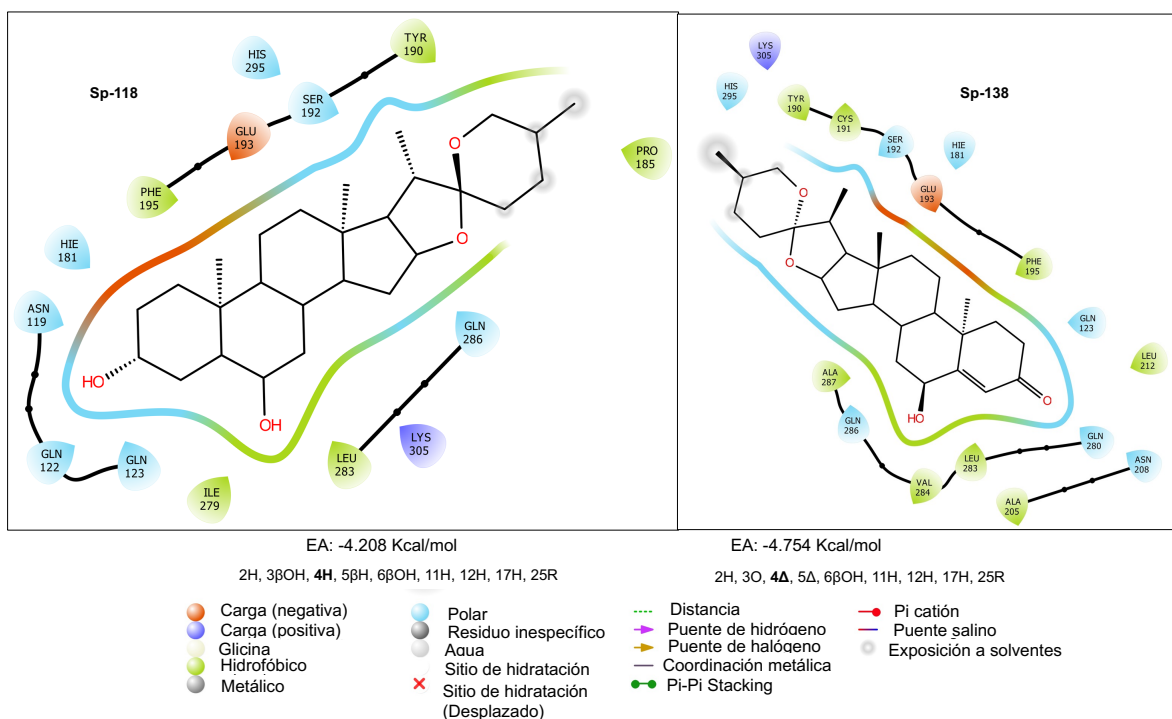 Sp-118
HIS
295
TYR
190
SER
192
GLU
193
PHE
195
PRO
185
HIE
181
ASN
119
GLN
122
GLN
123
ILE
279
LEU
283
LYS
305
GLN
286
O
O
HO
OH
Sp-138
LYS
305
HIS
295
TYR
190
CYS
191
SER
192
HIE
181
GLU
193
PHE
195
GLN
123
LEU
212
ALA
287
GLN
286
VAL
284
LEU
283
GLN
280
ASN
208
ALA
205
O
O
HO
O
EA: -4.208 Kcal/mol
2H, 3βOH, 4H, 5βH, 6βOH, 11H, 12H, 17H, 25R
EA: -4.754 Kcal/mol
2H, 3O, 4Δ, 5Δ, 6βOH, 11H, 12H, 17H, 25R
Carga (negativa)
Carga (positiva)
Glicina
Hidrofóbico
Metálico
Polar
Residuo inespecífico
Agua
Sitio de hidratación
Sitio de hidratación
(Desplazado)
Distancia
Puente de hidrógeno
Puente de halógeno
Coordinación metálica
Pi-Pi Stacking
Pi catión
Puente salino
Exposición a solventes